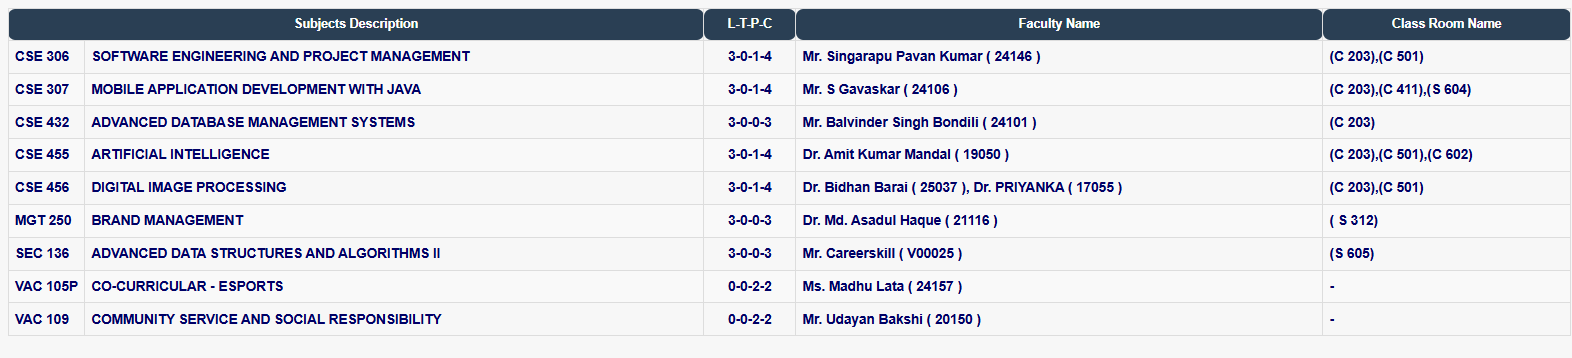 Subjects Description L-T-P-C Faculty Name Class Room Name
CSE 306 SOFTWARE ENGINEERING AND PROJECT MANAGEMENT 3-0-1-4 Mr. Singarapu Pavan Kumar ( 24146 ) (C 203),(C 501)
CSE 307 MOBILE APPLICATION DEVELOPMENT WITH JAVA 3-0-1-4 Mr. S Gavaskar ( 24106 ) (C 203),(C 411),(S 604)
CSE 432 ADVANCED DATABASE MANAGEMENT SYSTEMS 3-0-0-3 Mr. Balvinder Singh Bondili ( 24101 ) (C 203)
CSE 455 ARTIFICIAL INTELLIGENCE 3-0-1-4 Dr. Amit Kumar Mandal ( 19050 ) (C 203),(C 501),(C 602)
CSE 456 DIGITAL IMAGE PROCESSING 3-0-1-4 Dr. Bidhan Barai ( 25037 ), Dr. PRIYANKA ( 17055 ) (C 203),(C 501)
MGT 250 BRAND MANAGEMENT 3-0-0-3 Dr. Md. Asadul Haque ( 21116 ) ( S 312)
SEC 136 ADVANCED DATA STRUCTURES AND ALGORITHMS II 3-0-0-3 Mr. Careerskill ( V00025 ) (S 605)
VAC 105P CO-CURRICULAR - ESPORTS 0-0-2-2 Ms. Madhu Lata ( 24157 ) -
VAC 109 COMMUNITY SERVICE AND SOCIAL RESPONSIBILITY 0-0-2-2 Mr. Udayan Bakshi ( 20150 ) -